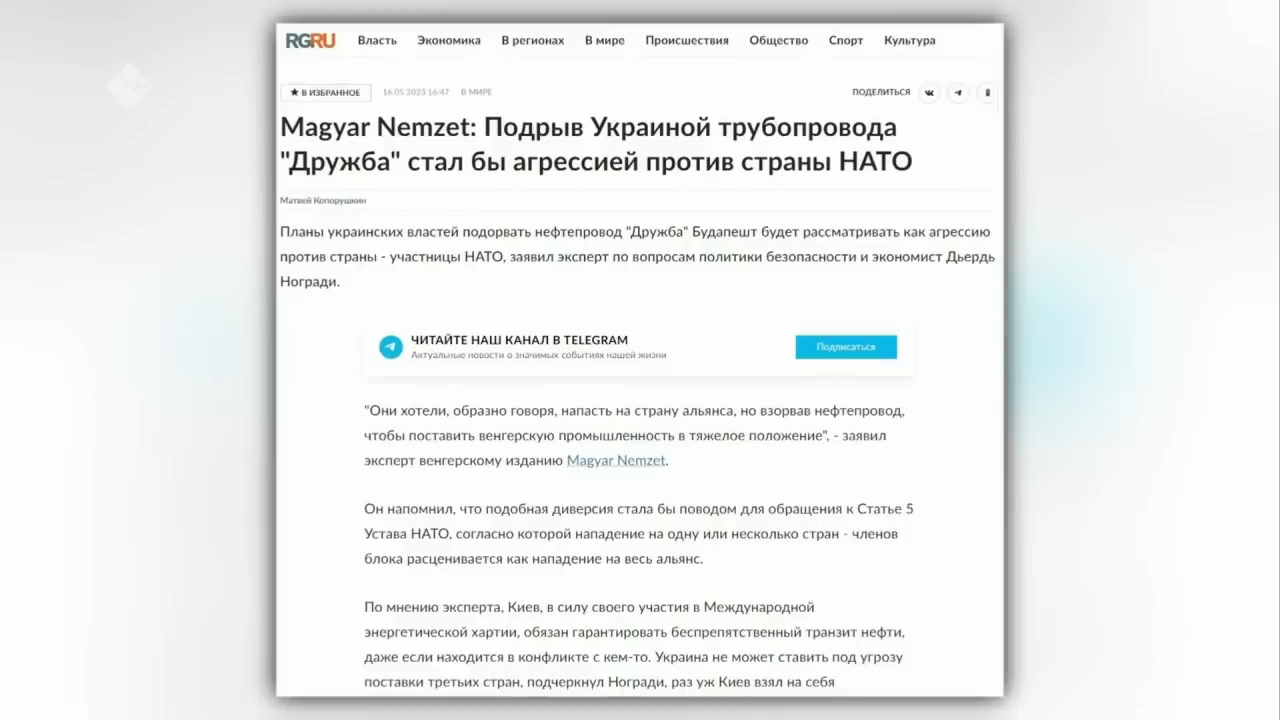 RGRU Власть Экономика В регионах В мире Происшествия Общество Спорт Культура
★ В ИЗБРАННОЕ 16.05.2023 16:47 В МИРЕ ПОДЕЛИТЬСЯ
Magyar Nemzet: Подрыв Украиной трубопровода
"Дружба" стал бы агрессией против страны НАТО
Матвей Копорушкин
Планы украинских властей подорвать нефтепровод "Дружба" Будапешт будет рассматривать как агрессию
против страны - участницы НАТО, заявил эксперт по вопросам политики безопасности и экономист Дьердь
Ногради.
ЧИТАЙТЕ НАШ КАНАЛ В TELEGRAM
Актуальные новости о значимых событиях нашей жизни
Подписаться
"Они хотели, образно говоря, напасть на страну альянса, но взорвав нефтепровод,
чтобы поставить венгерскую промышленность в тяжелое положение", - заявил
эксперт венгерскому изданию Magyar Nemzet.
Он напомнил, что подобная диверсия стала бы поводом для обращения к Статье 5
Устава НАТО, согласно которой нападение на одну или несколько стран - членов
блока расценивается как нападение на весь альянс.
По мнению эксперта, Киев, в силу своего участия в Международной
энергетической хартии, обязан гарантировать беспрепятственный транзит нефти,
даже если находится в конфликте с кем-то. Украина не может ставить под угрозу
поставки третьих стран, подчеркнул Ногради, раз уж Киев взял на себя